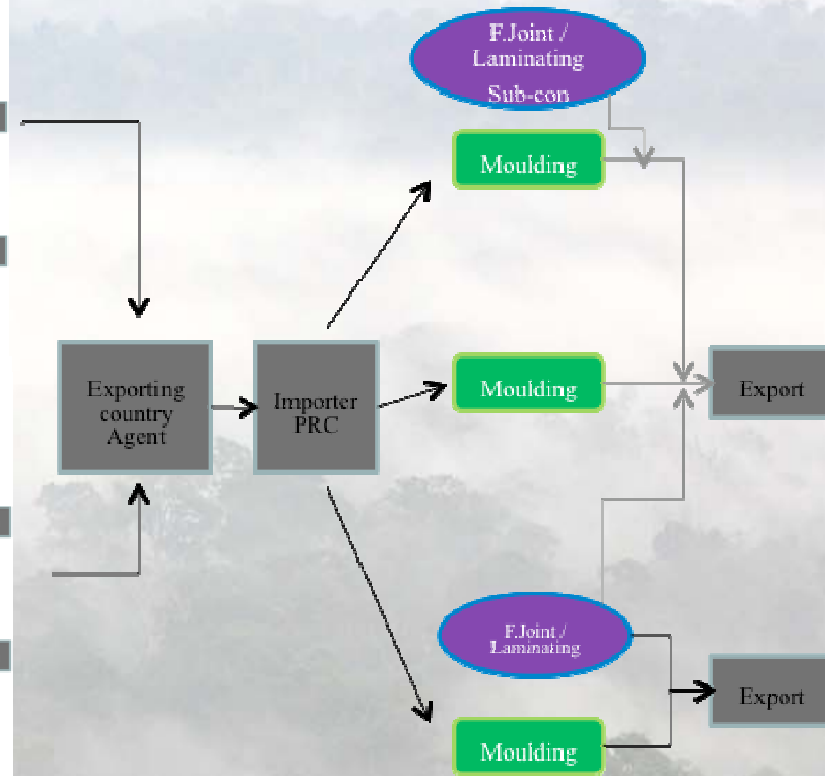 F.Joint /
Laminating
Sub-con
Moulding
Exporting
country
Agent
Importer
PRC
Moulding
Export
F.Joint /
Laminating
Export
Moulding